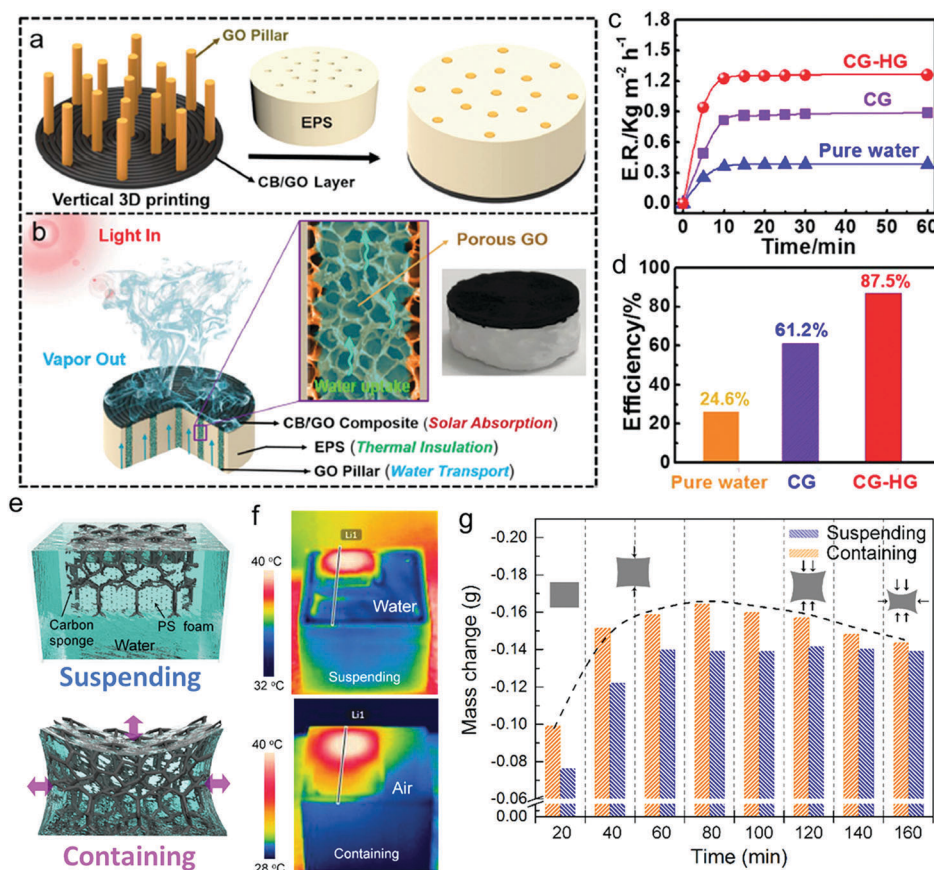 a
GO Pillar
EPS
CB/GO Layer
Vertical 3D printing
b
Light In
Vapor Out
Porous GO
Water uptake
CB/GO Composite (Solar Absorption)
EPS (Thermal Insulation)
GO Pillar (Water Transport)
c
E.R./Kg m⁻² h⁻¹
1.8
1.5
1.2
0.9
0.6
0.3
0.0
CG-HG
CG
Pure water
0 10 20 30 40 50 60
Time/min
d
Efficiency/%
100
80
60
40
20
0
24.6%
61.2%
87.5%
Pure water CG CG-HG
e
Carbon
sponge
PS foam
Water
Suspending
Containing
f
40 °C
32 °C
Li1
Water
Suspending
40 °C
28 °C
Li1
Air
Containing
g
Mass change (g)
-0.20
-0.18
-0.16
-0.14
-0.12
-0.10
-0.08
-0.06
0.00
Suspending
Containing
20 40 60 80 100 120 140 160
Time (min)